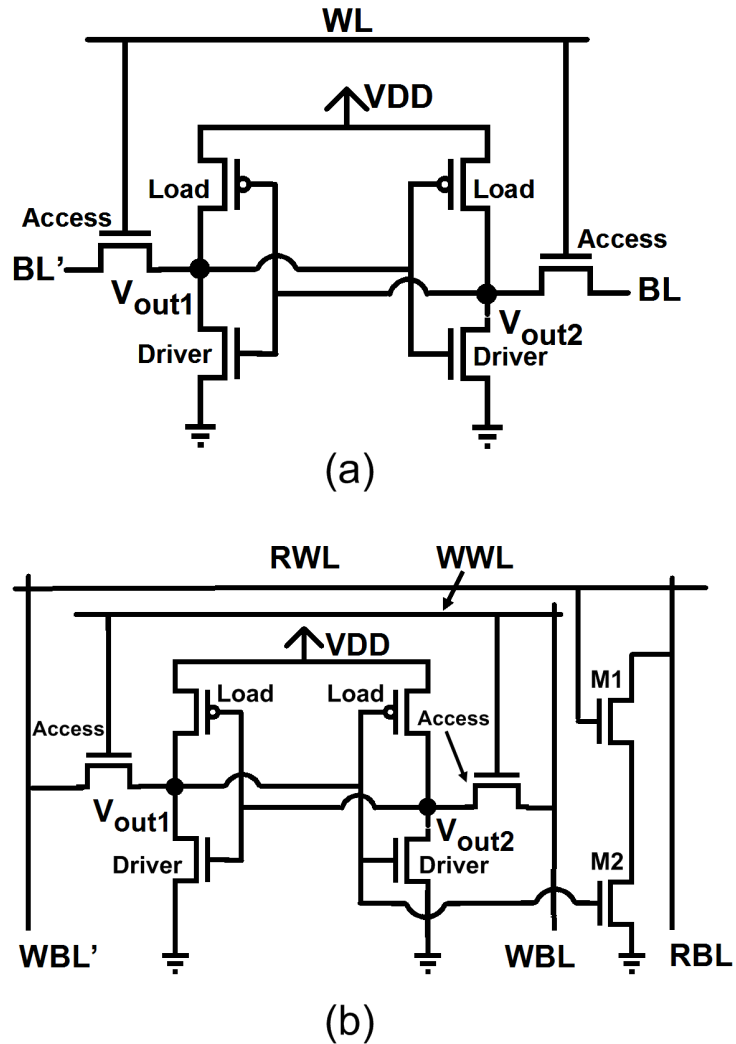 WL
VDD
Load
Load
Access
Access
BL'
BL
Vout1
Vout2
Driver
Driver
(a)
RWL
WWL
VDD
M1
Load
Load
Access
Access
Vout1
Vout2
Driver
Driver
M2
WBL'
WBL
RBL
(b)